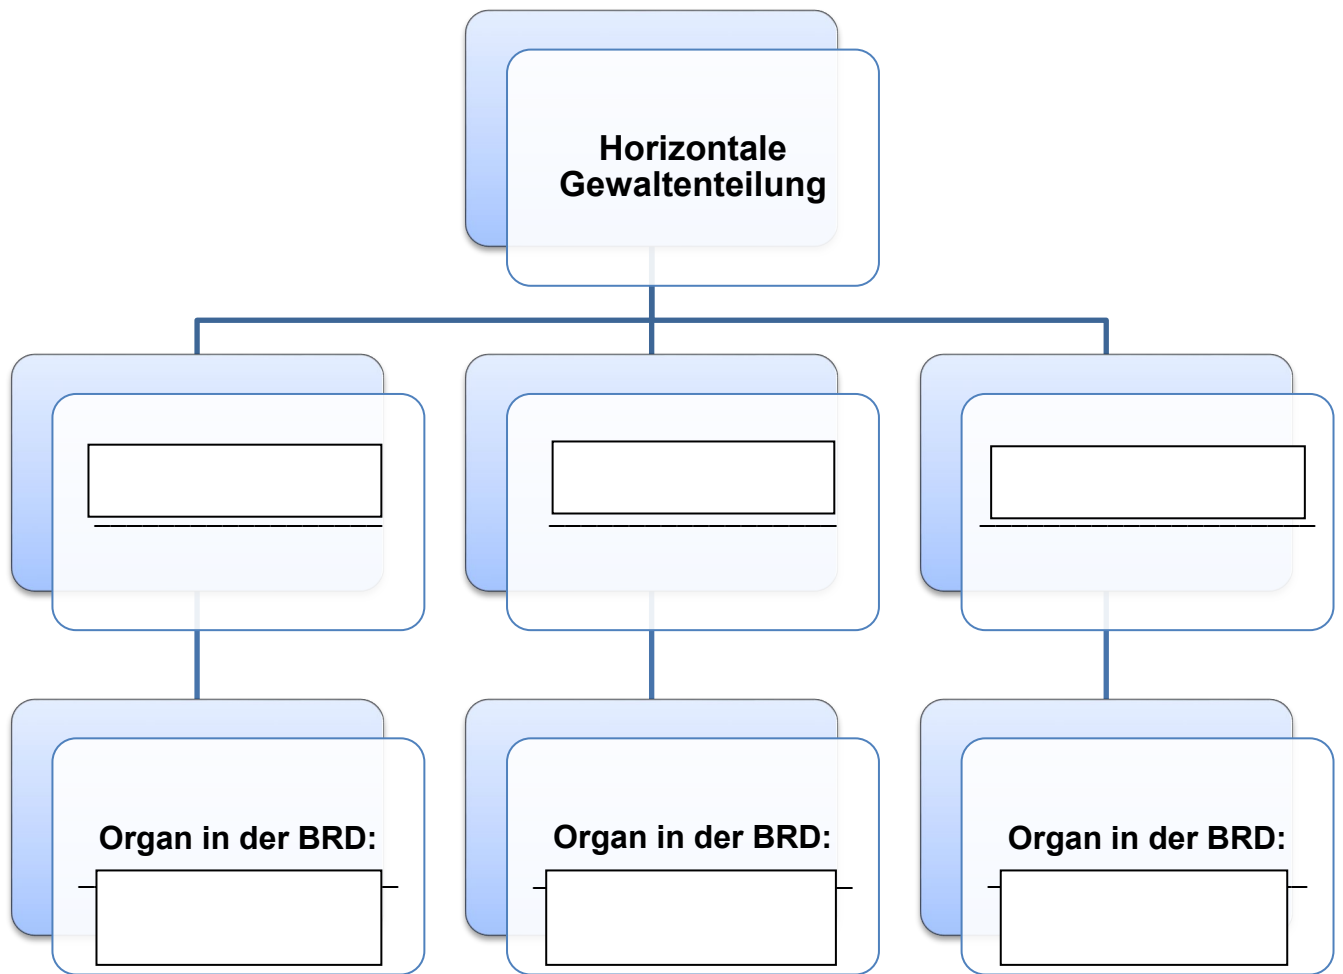 Horizontale
Gewaltenteilung
Organ in der BRD:
Organ in der BRD:
Organ in der BRD: